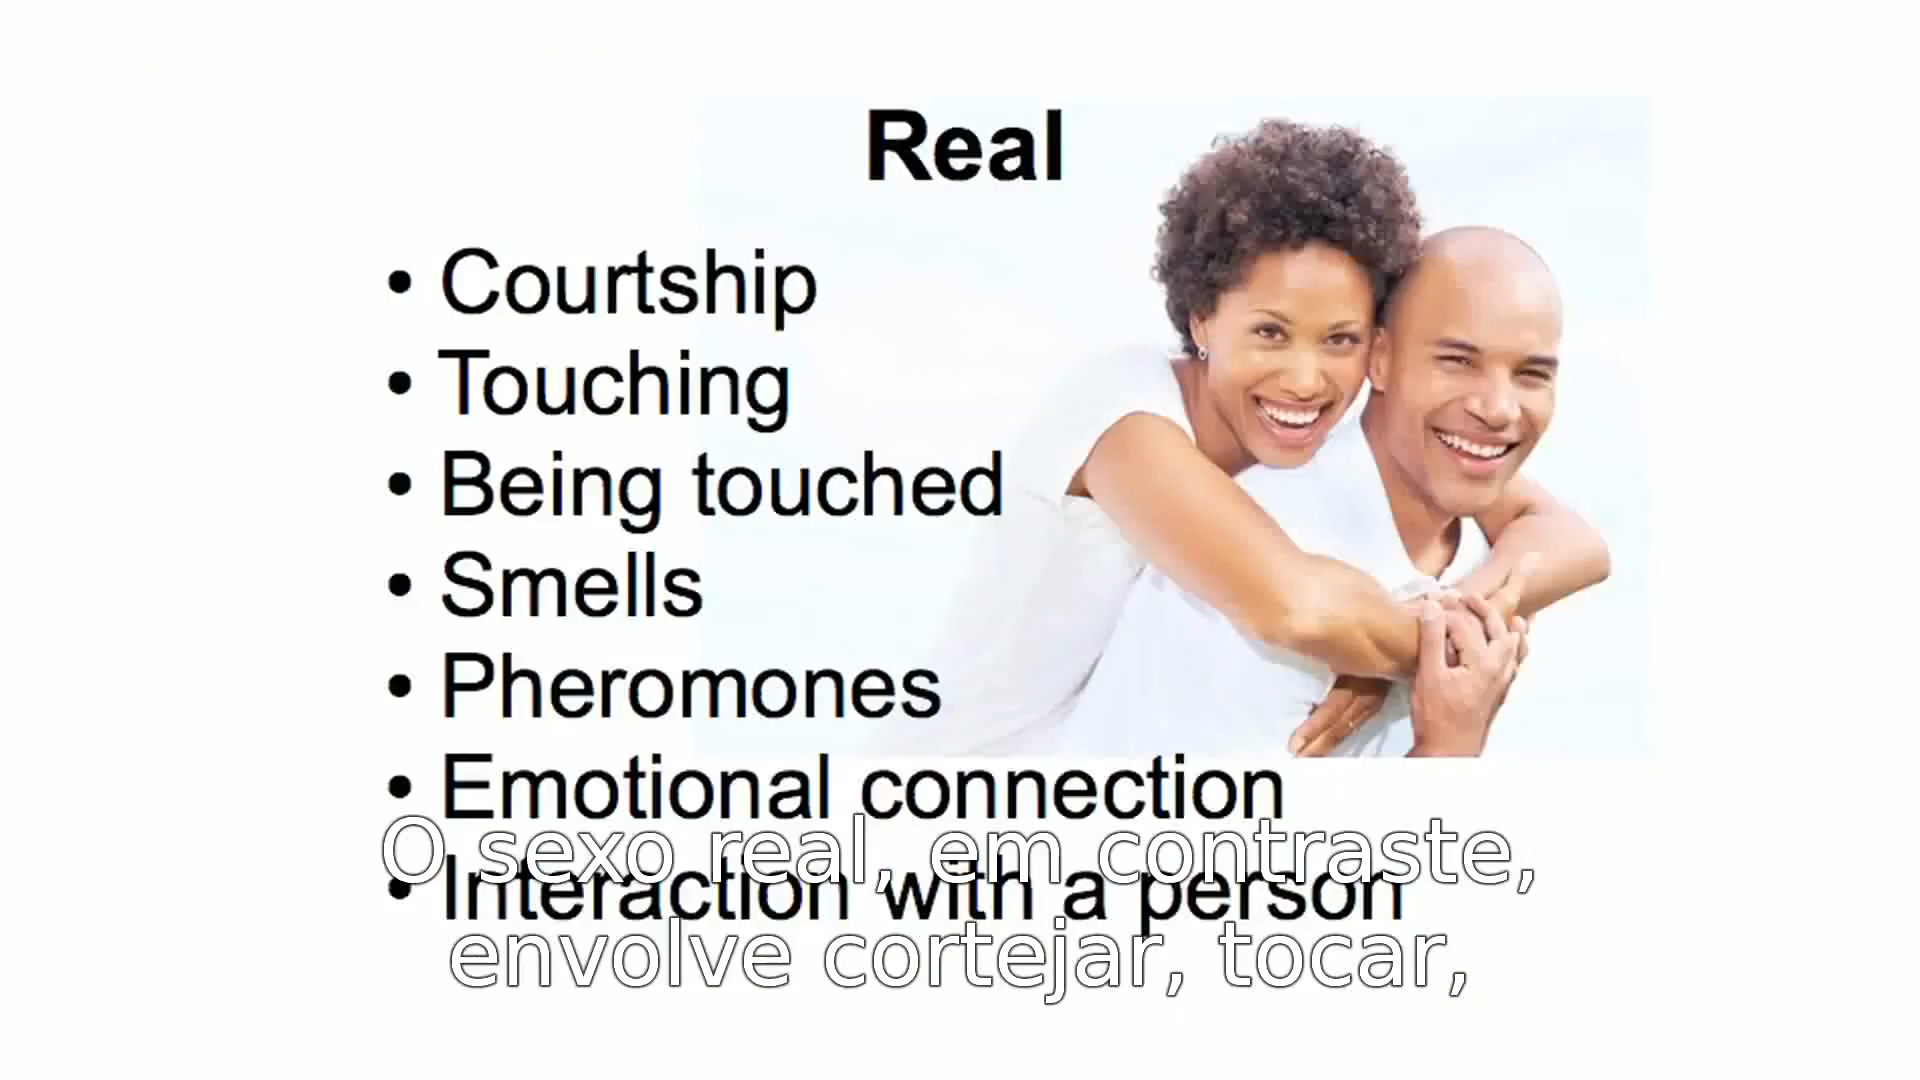 Real
• Courtship
• Touching
• Being touched
• Smells
• Pheromones
• Emotional connection
• Interaction with a person
O sexo real, em contraste,
envolve cortejar, tocar,